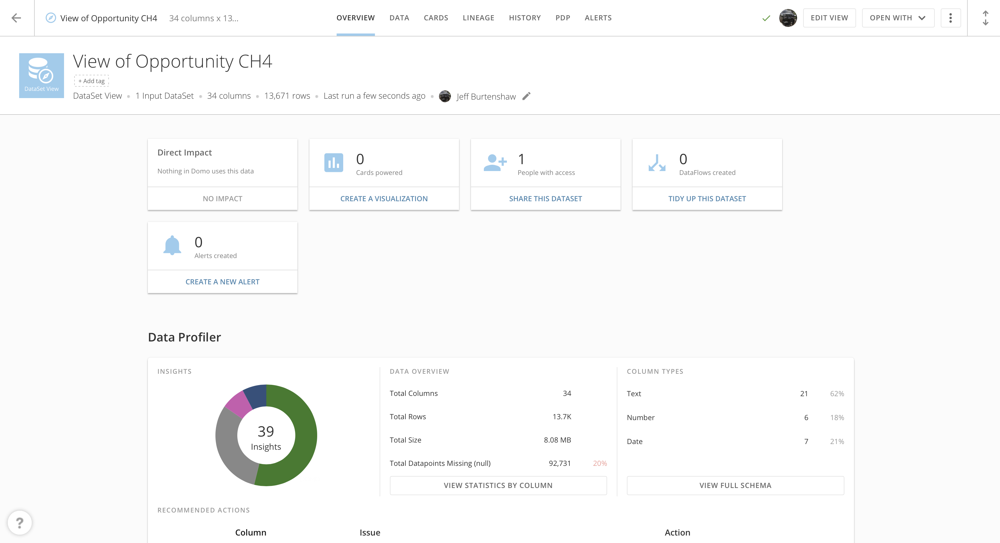 View of Opportunity CH4 34 columns x 13... OVERVIEW DATA CARDS LINEAGE HISTORY PDP ALERTS EDIT VIEW OPEN WITH
View of Opportunity CH4
+ Add tag
DataSet View
DataSet View • 1 Input DataSet • 34 columns • 13,671 rows • Last run a few seconds ago • Jeff Burtenshaw
Direct Impact
Nothing in Domo uses this data
NO IMPACT
0
Cards powered
CREATE A VISUALIZATION
1
People with access
SHARE THIS DATASET
0
DataFlows created
TIDY UP THIS DATASET
0
Alerts created
CREATE A NEW ALERT
Data Profiler
INSIGHTS
39
Insights
DATA OVERVIEW
Total Columns 34
Total Rows 13.7K
Total Size 8.08 MB
Total Datapoints Missing (null) 92,731 20%
VIEW STATISTICS BY COLUMN
COLUMN TYPES
Text 21 62%
Number 6 18%
Date 7 21%
VIEW FULL SCHEMA
RECOMMENDED ACTIONS
Column Issue Action
?